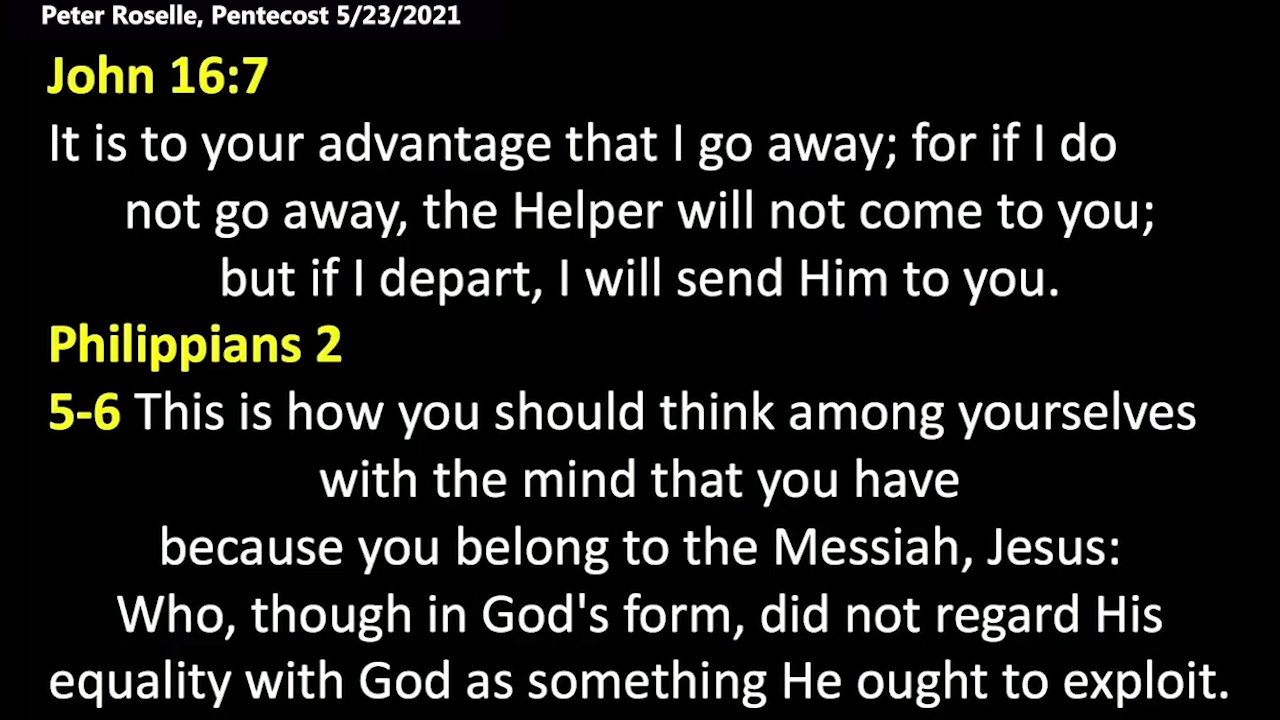 Peter Roselle, Pentecost 5/23/2021
John 16:7
It is to your advantage that I go away; for if I do
not go away, the Helper will not come to you;
but if I depart, I will send Him to you.
Philippians 2
5-6 This is how you should think among yourselves
with the mind that you have
because you belong to the Messiah, Jesus:
Who, though in God's form, did not regard His
equality with God as something He ought to exploit.